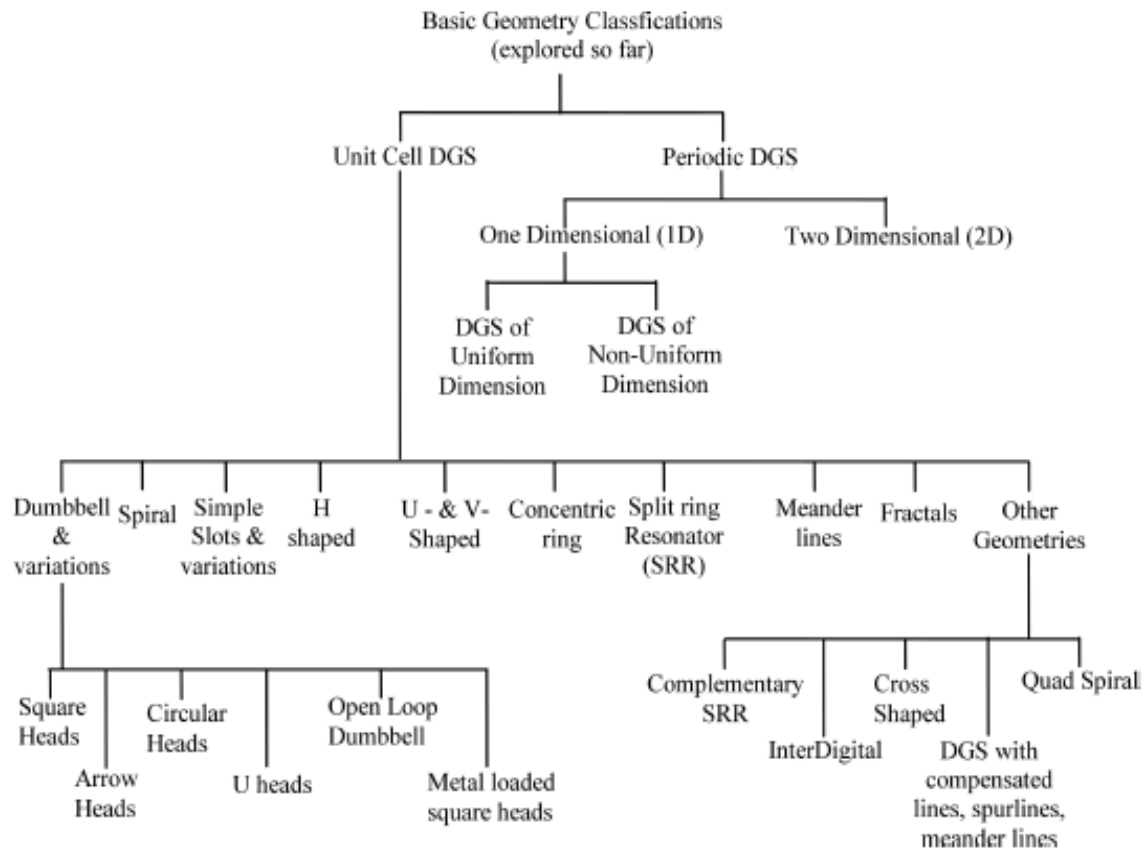 Basic Geometry Classfications
(explored so far)
Unit Cell DGS
Periodic DGS
One Dimensional (1D)
Two Dimensional (2D)
DGS of
Uniform
Dimension
DGS of
Non-Uniform
Dimension
Dumbbell
&
variations
Spiral
Simple
Slots &
variations
H
shaped
U - & V-
Shaped
Concentric
ring
Split ring
Resonator
(SRR)
Meander
lines
Fractals
Other
Geometries
Square
Heads
Arrow
Heads
Circular
Heads
U heads
Open Loop
Dumbbell
Metal loaded
square heads
Complementary
SRR
InterDigital
Cross
Shaped
DGS with
compensated
lines, spurlines,
meander lines
Quad Spiral